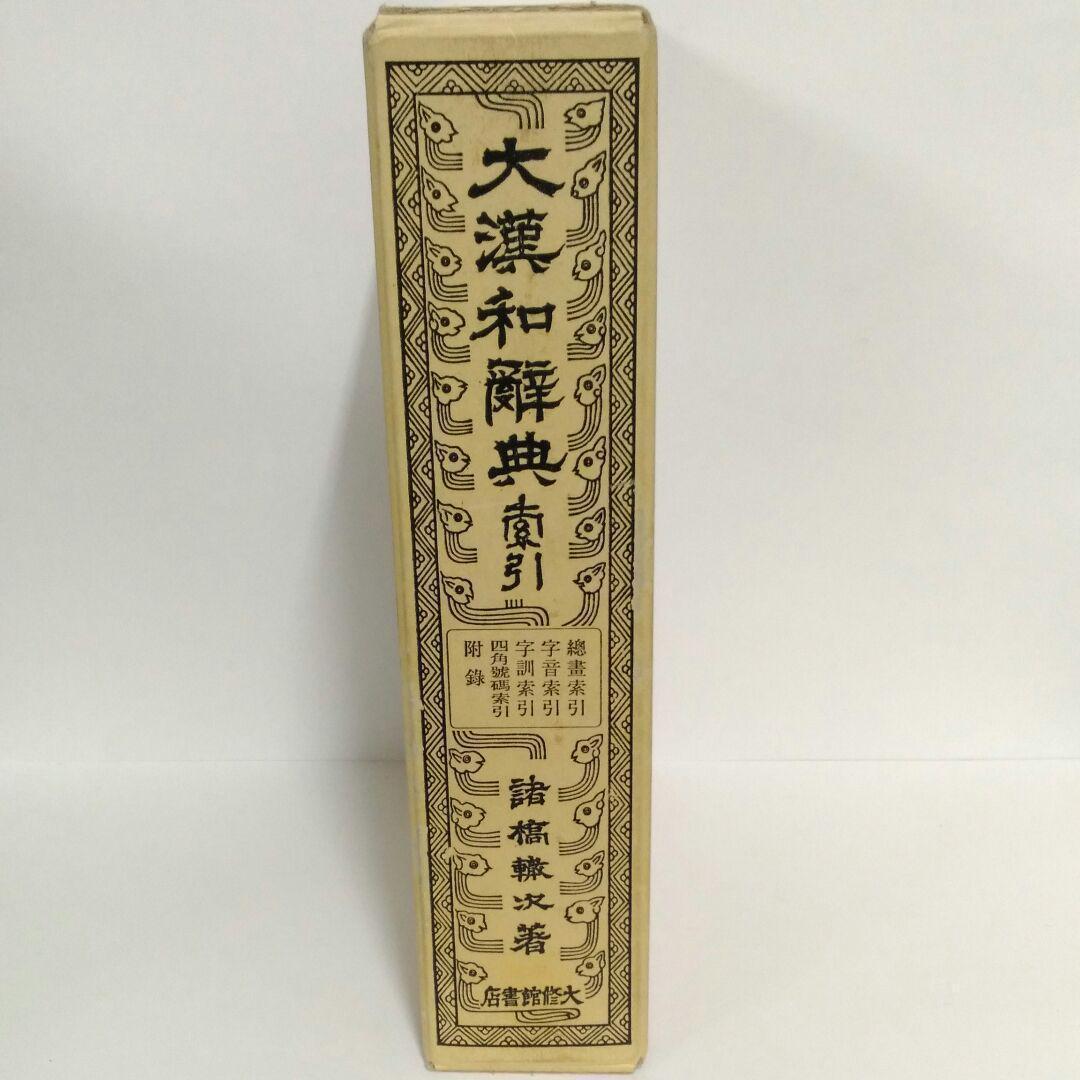 大漢和辭典索引
總畫索引
字音索引
字訓索引
四角號碼索引
附錄
諸橋轍次著
大修館書店